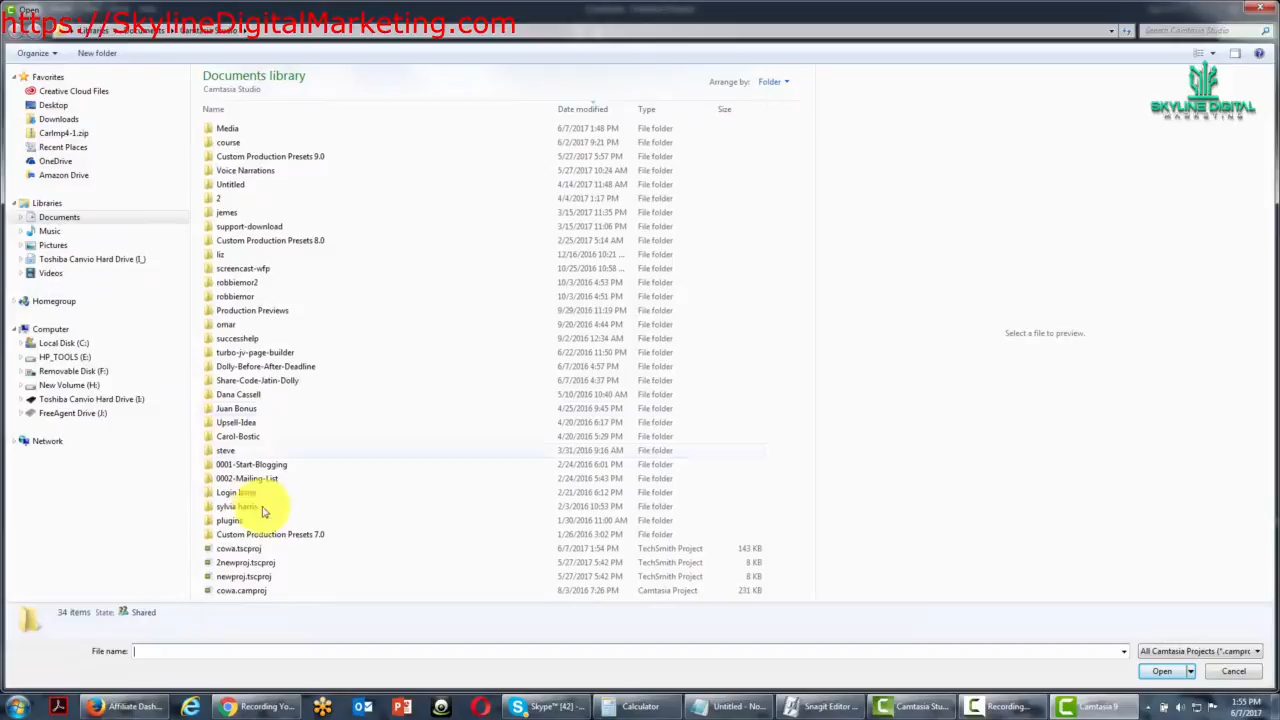 Open
https://SkylineDigitalMarketing.com
Search Camtasia Studio
Organize
New folder
SKYLINE DIGITAL
MARKETING
Favorites
Creative Cloud Files
Desktop
Downloads
Carlmp4-1.zip
Recent Places
OneDrive
Amazon Drive
Libraries
Documents
Music
Pictures
Toshiba Canvio Hard Drive (I_)
Videos
Homegroup
Computer
Local Disk (C:)
HP_TOOLS (E:)
Removable Disk (F:)
New Volume (H:)
Toshiba Canvio Hard Drive (I:)
FreeAgent Drive (J:)
Network
Documents library
Camtasia Studio
Arrange by: Folder
Name Date modified Type Size
Media 6/7/2017 1:48 PM File folder
course 6/2/2017 9:21 PM File folder
Custom Production Presets 9.0 5/27/2017 5:57 PM File folder
Voice Narrations 5/27/2017 10:24 AM File folder
Untitled 4/14/2017 11:48 AM File folder
2 4/4/2017 1:17 PM File folder
jemes 3/15/2017 11:35 PM File folder
support-download 3/15/2017 11:06 PM File folder
Custom Production Presets 8.0 2/25/2017 5:14 AM File folder
liz 12/16/2016 10:21 ... File folder
screencast-wfp 10/25/2016 10:58 ... File folder
robbiemor2 10/3/2016 4:53 PM File folder
robbiemor 10/3/2016 4:51 PM File folder
Production Previews 9/29/2016 11:19 PM File folder
omar 9/20/2016 4:44 PM File folder
successhelp 9/2/2016 12:34 AM File folder
turbo-jv-page-builder 6/22/2016 11:50 PM File folder
Dolly-Before-After-Deadline 6/7/2016 4:57 PM File folder
Share-Code-Jatin-Dolly 6/7/2016 4:37 PM File folder
Dana Cassell 5/10/2016 10:40 AM File folder
Juan Bonus 4/25/2016 9:45 PM File folder
Upsell-Idea 4/20/2016 6:17 PM File folder
Carol-Bostic 4/20/2016 5:29 PM File folder
steve 3/31/2016 9:16 AM File folder
0001-Start-Blogging 2/24/2016 6:01 PM File folder
0002-Mailing-List 2/24/2016 5:43 PM File folder
Login 2/21/2016 6:12 PM File folder
sylvia harris 2/3/2016 10:53 PM File folder
plugins 1/30/2016 11:00 AM File folder
Custom Production Presets 7.0 1/26/2016 3:02 PM File folder
cowa.tscproj 6/7/2017 1:54 PM TechSmith Project 143 KB
2newproj.tscproj 5/27/2017 5:42 PM TechSmith Project 8 KB
newproj.tscproj 5/27/2017 5:42 PM TechSmith Project 8 KB
cowa.camproj 8/3/2016 7:26 PM Camtasia Project 231 KB
Select a file to preview.
34 items State: Shared
File name: All Camtasia Projects (*.campro
Open Cancel
Affiliate Dash... Recording Yo... Skype™ [42] -... Calculator Untitled - No... Snagit Editor ... Camtasia Stu... Recording... Camtasia 9 1:55 PM
6/7/2017